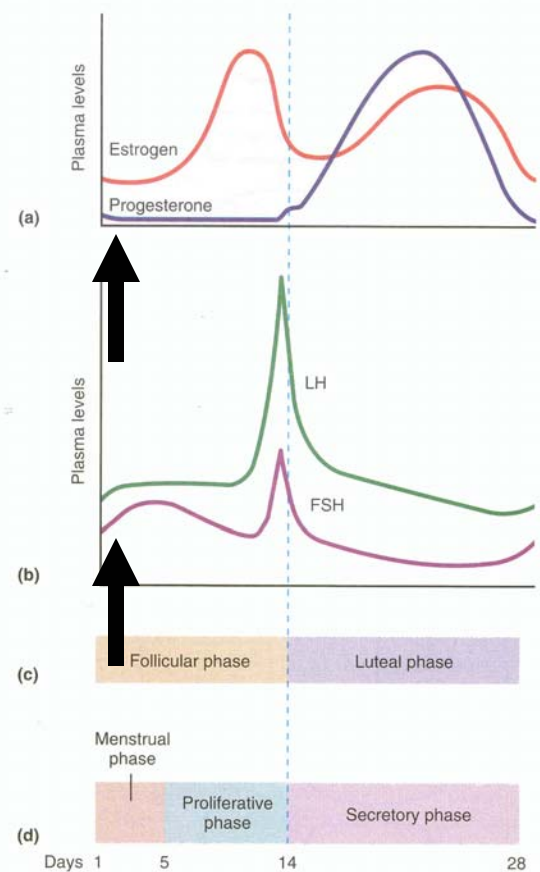 Plasma levels
Estrogen
Progesterone
(a)
Plasma levels
LH
FSH
(b)
Follicular phase
Luteal phase
(c)
Menstrual
phase
Proliferative
phase
Secretory phase
(d)
Days 1 5 14 28